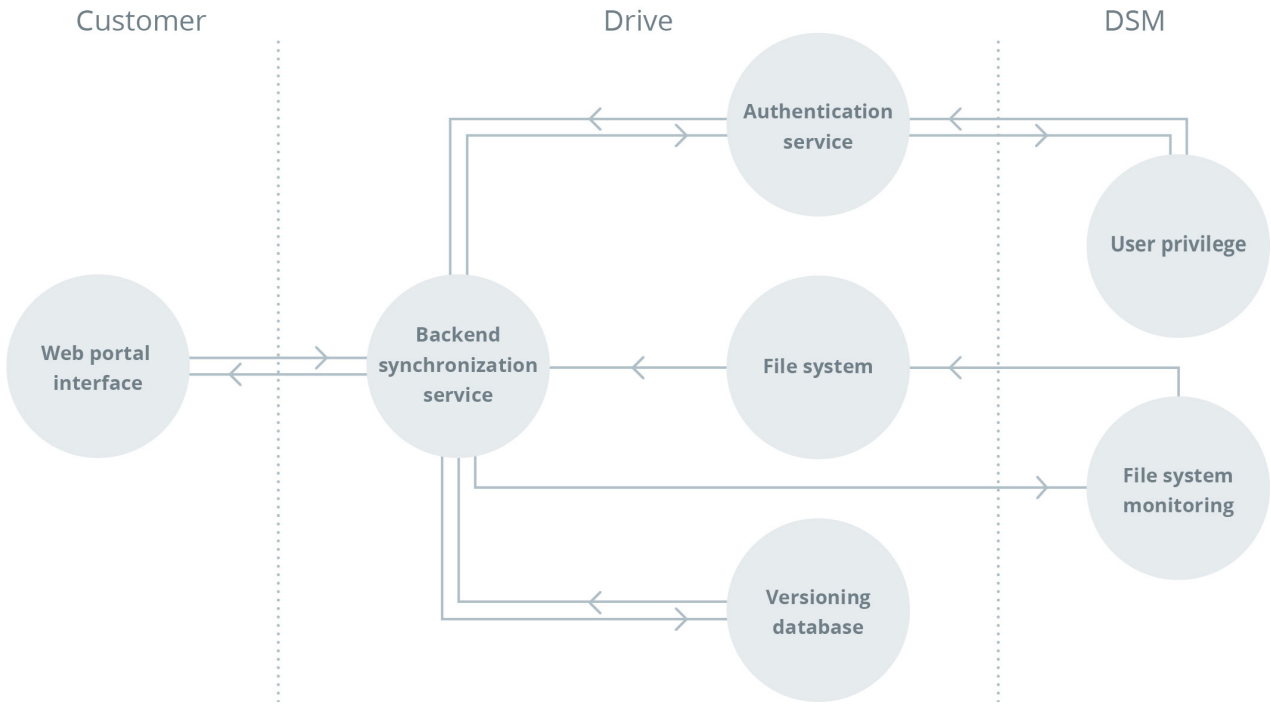 Customer
Drive
DSM
Authentication
service
User privilege
Web portal
interface
Backend
synchronization
service
File system
File system
monitoring
Versioning
database